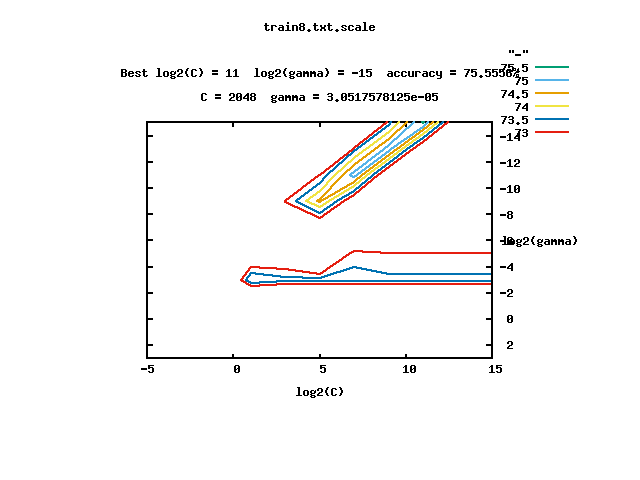 train8.txt.scale
"-"
Best log2(C) = 11  log2(gamma) = -15  accuracy = 75.5556%
75.5
75
74.5
74
73.5
73
C = 2048  gamma = 3.0517578125e-05
-14
-12
-10
-8
-6
log2(gamma)
-4
-2
0
2
-5 0 5 10 15
log2(C)